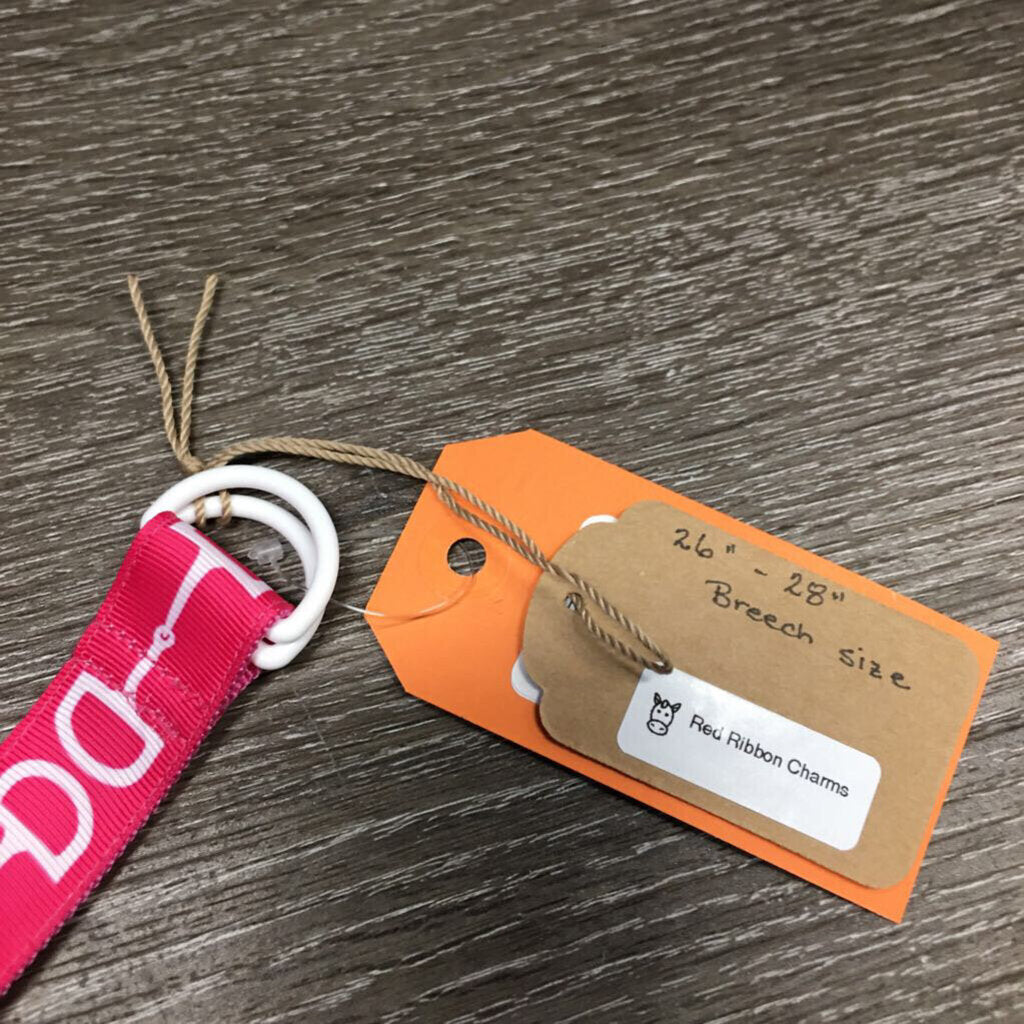 26" - 28"
Breech size
Red Ribbon Charms